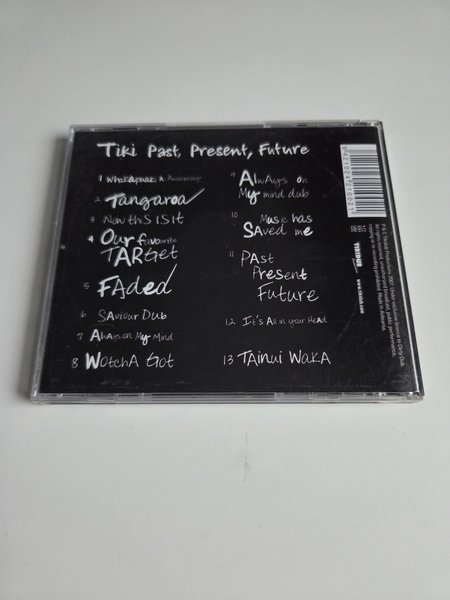 Tiki Past, Present, Future
1 Whakapuaki n Awakening
2 Tangaroa
3 Now this IS It
4 Our favourite
TARGet
5 FAded
6 SAviour Dub
7 Always on My Mind
8 WotchA Got
9 AlwAys on
My mind dub
10 Music has
SAved me
11 PAst
PresEnt
Future
12 It's All in your HeAd
13 TAinui WAkA
TIKIDUB